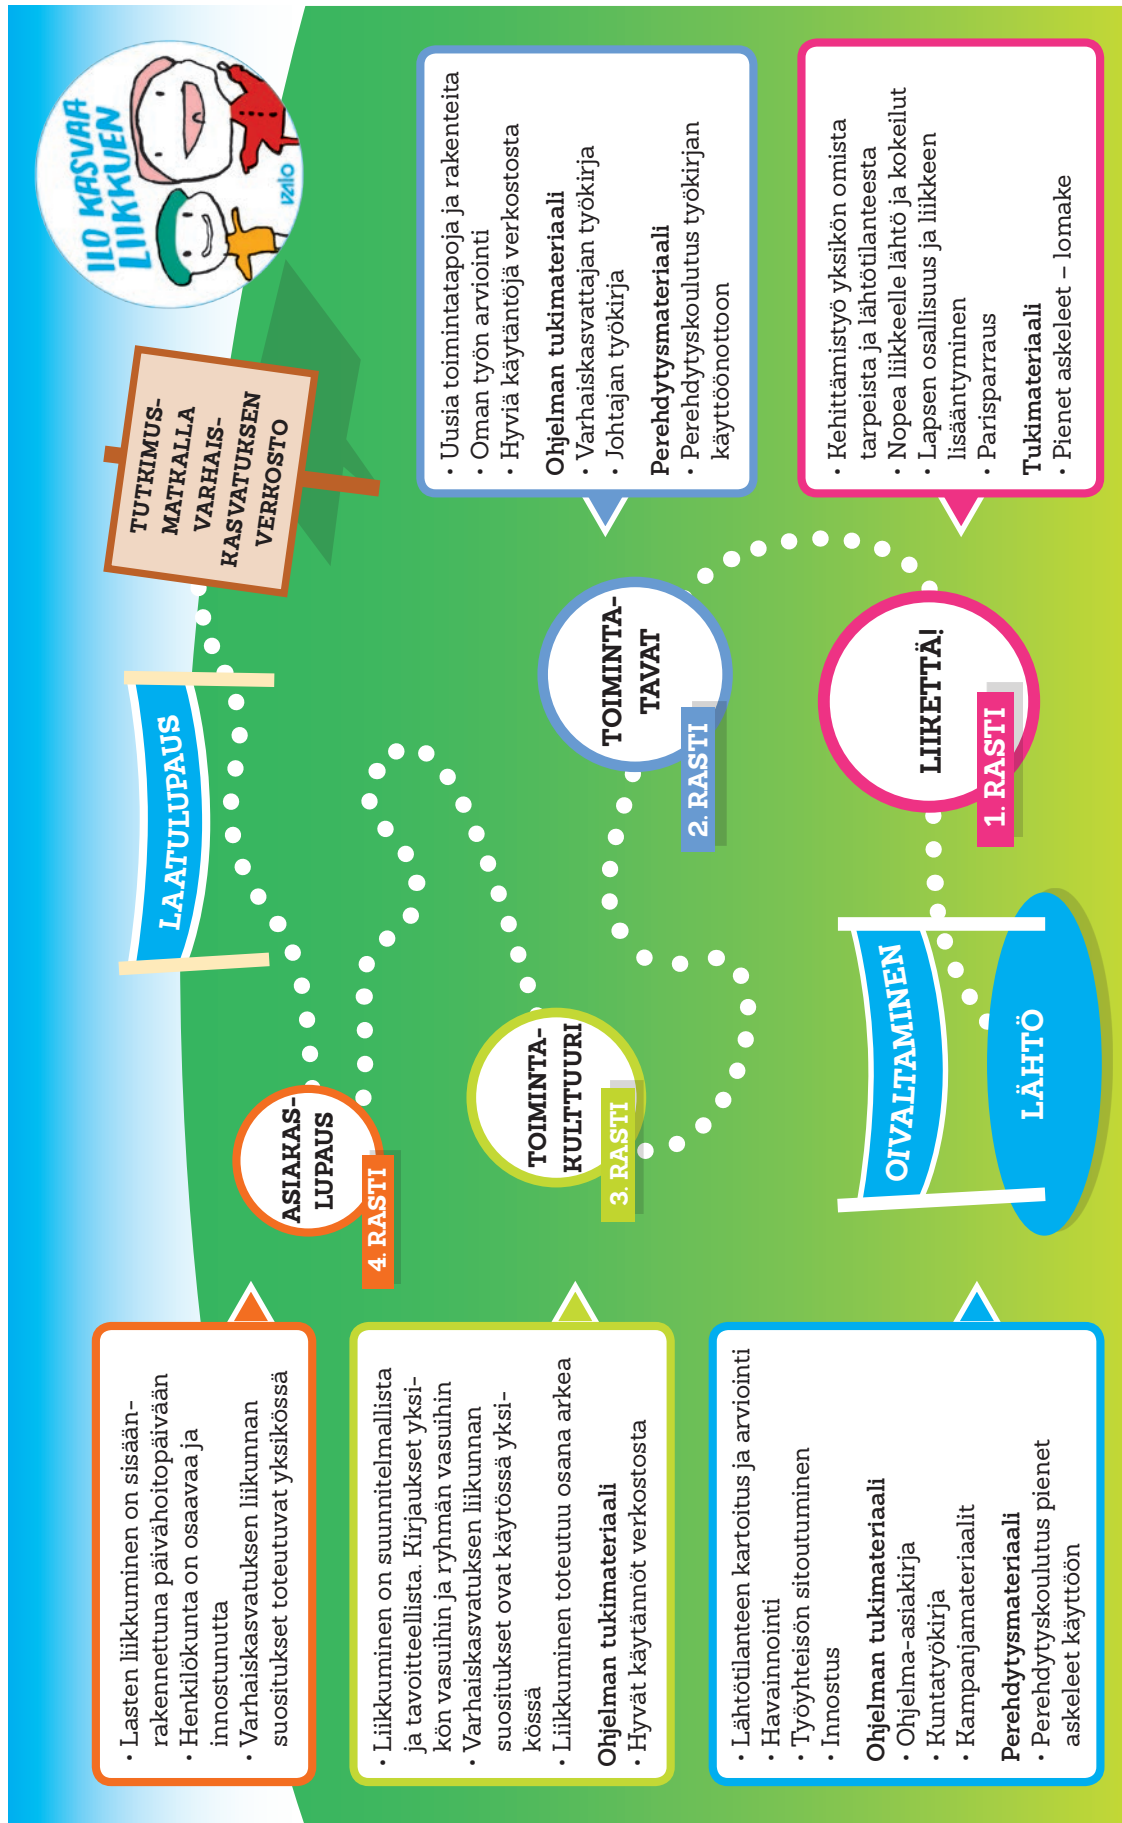 ILO KASVAA
LIIKKUEN
valo
TUTKIMUS-
MATKALLA
VARHAIS-
KASVATUKSEN
VERKOSTO
LAATULUPAUS
• Lasten liikkuminen on sisään-
rakennettuna päivähoitopäivään
• Henkilökunta on osaavaa ja
innostunutta
• Varhaiskasvatuksen liikunnan
suositukset toteutuvat yksikössä
ASIAKAS-
LUPAUS
4. RASTI
• Liikkuminen on suunnitelmallista
ja tavoitteellista. Kirjaukset yksi-
kön vasuihin ja ryhmän vasuihin
• Varhaiskasvatuksen liikunnan
suositukset ovat käytössä yksi-
kössä
• Liikkuminen toteutuu osana arkea
Ohjelman tukimateriaali
• Hyvät käytännöt verkostosta
TOIMINTA-
KULTTUURI
3. RASTI
TOIMINTA-
TAVAT
2. RASTI
• Uusia toimintatapoja ja rakenteita
• Oman työn arviointi
• Hyviä käytäntöjä verkostosta
Ohjelman tukimateriaali
• Varhaiskasvattajan työkirja
• Johtajan työkirja
Perehdytysmateriaali
• Perehdytyskoulutus työkirjan
käyttöönottoon
• Lähtötilanteen kartoitus ja arviointi
• Havainnointi
• Työyhteisön sitoutuminen
• Innostus
Ohjelman tukimateriaali
• Ohjelma-asiakirja
• Kuntatyökirja
• Kampanjamateriaalit
Perehdytysmateriaali
• Perehdytyskoulutus pienet
askeleet käyttöön
OIVALTAMINEN
LÄHTÖ
LIIKETTÄ!
1. RASTI
• Kehittämistyö yksikön omista
tarpeista ja lähtötilanteesta
• Nopea liikkeelle lähtö ja kokeilut
• Lapsen osallisuus ja liikkeen
lisääntyminen
• Parisparraus
Tukimateriaali
• Pienet askeleet – lomake